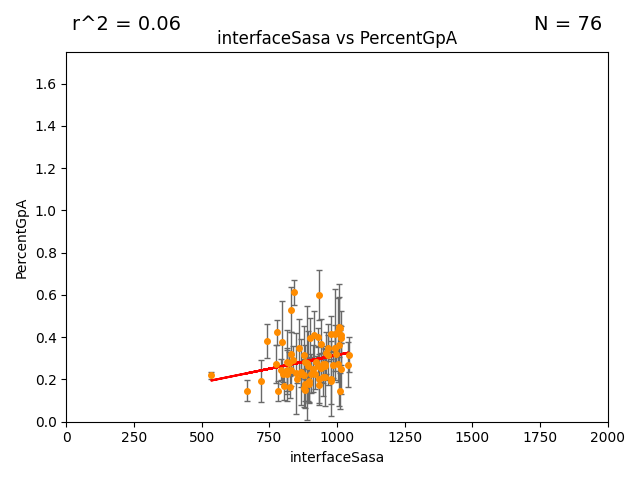 r^2 = 0.06
N = 76
interfaceSasa vs PercentGpA
PercentGpA
1.6
1.4
1.2
1.0
0.8
0.6
0.4
0.2
0.0
0 250 500 750 1000 1250 1500 1750 2000
interfaceSasa